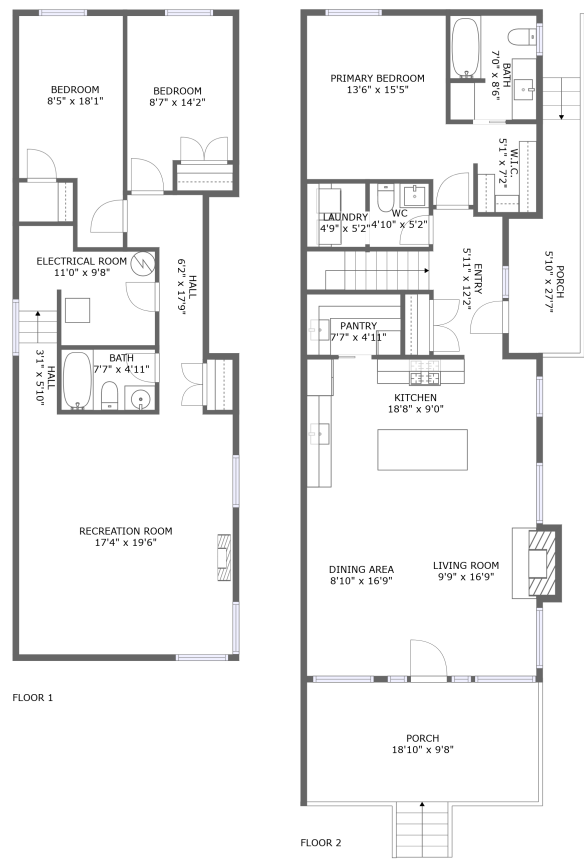 BEDROOM
8'5" x 18'1"
BEDROOM
8'7" x 14'2"
ELECTRICAL ROOM
11'0" x 9'8"
HALL
6'2" x 17'9"
HALL
3'1" x 5'10"
BATH
7'7" x 4'11"
RECREATION ROOM
17'4" x 19'6"
FLOOR 1
PRIMARY BEDROOM
13'6" x 15'5"
BATH
7'0" x 8'6"
W.I.C.
5'1" x 7'2"
LAUNDRY
4'9" x 5'2"
WC
4'10" x 5'2"
ENTRY
5'11" x 12'2"
PORCH
5'10" x 27'7"
PANTRY
7'7" x 4'11"
KITCHEN
18'8" x 9'0"
DINING AREA
8'10" x 16'9"
LIVING ROOM
9'9" x 16'9"
PORCH
18'10" x 9'8"
FLOOR 2